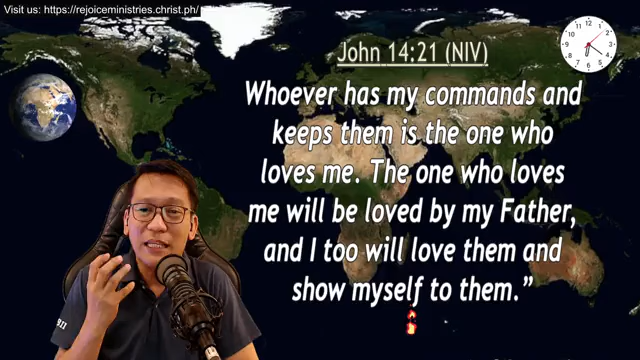 Visit us: https://rejoiceministries.christ.ph/
John 14:21 (NIV)
Whoever has my commands and
keeps them is the one who
loves me. The one who loves
me will be loved by my Father,
and I too will love them and
show myself to them.”